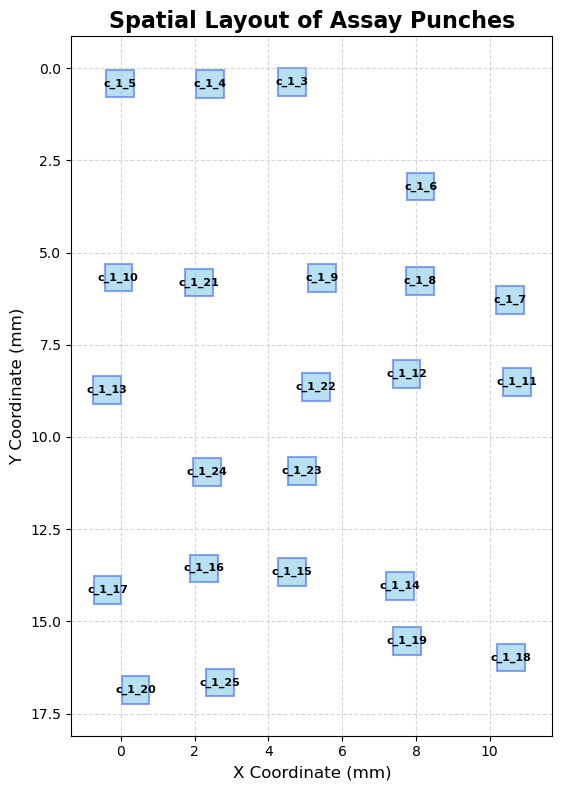 Spatial Layout of Assay Punches
0.0
c_1_5
c_1_4
c_1_3
2.5
c_1_6
5.0
c_1_10
c_1_21
c_1_9
c_1_8
c_1_7
7.5
c_1_13
c_1_22
c_1_12
c_1_11
10.0
c_1_24
c_1_23
12.5
c_1_17
c_1_16
c_1_15
c_1_14
15.0
c_1_19
c_1_18
c_1_20
c_1_25
17.5
Y Coordinate (mm)
0
2
4
6
8
10
X Coordinate (mm)